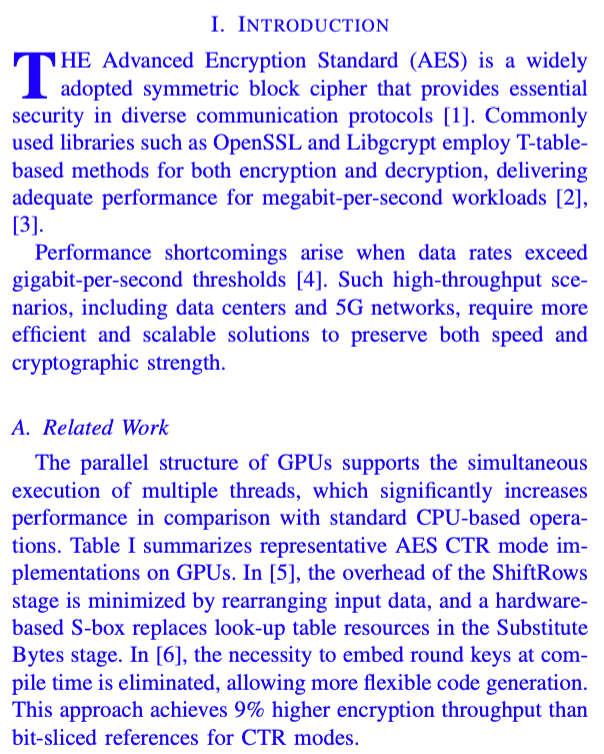 I. INTRODUCTION
THE Advanced Encryption Standard (AES) is a widely
adopted symmetric block cipher that provides essential
security in diverse communication protocols [1]. Commonly
used libraries such as OpenSSL and Libgcrypt employ T-table-
based methods for both encryption and decryption, delivering
adequate performance for megabit-per-second workloads [2],
[3].
Performance shortcomings arise when data rates exceed
gigabit-per-second thresholds [4]. Such high-throughput sce-
narios, including data centers and 5G networks, require more
efficient and scalable solutions to preserve both speed and
cryptographic strength.
A. Related Work
The parallel structure of GPUs supports the simultaneous
execution of multiple threads, which significantly increases
performance in comparison with standard CPU-based opera-
tions. Table I summarizes representative AES CTR mode im-
plementations on GPUs. In [5], the overhead of the ShiftRows
stage is minimized by rearranging input data, and a hardware-
based S-box replaces look-up table resources in the Substitute
Bytes stage. In [6], the necessity to embed round keys at com-
pile time is eliminated, allowing more flexible code generation.
This approach achieves 9% higher encryption throughput than
bit-sliced references for CTR modes.